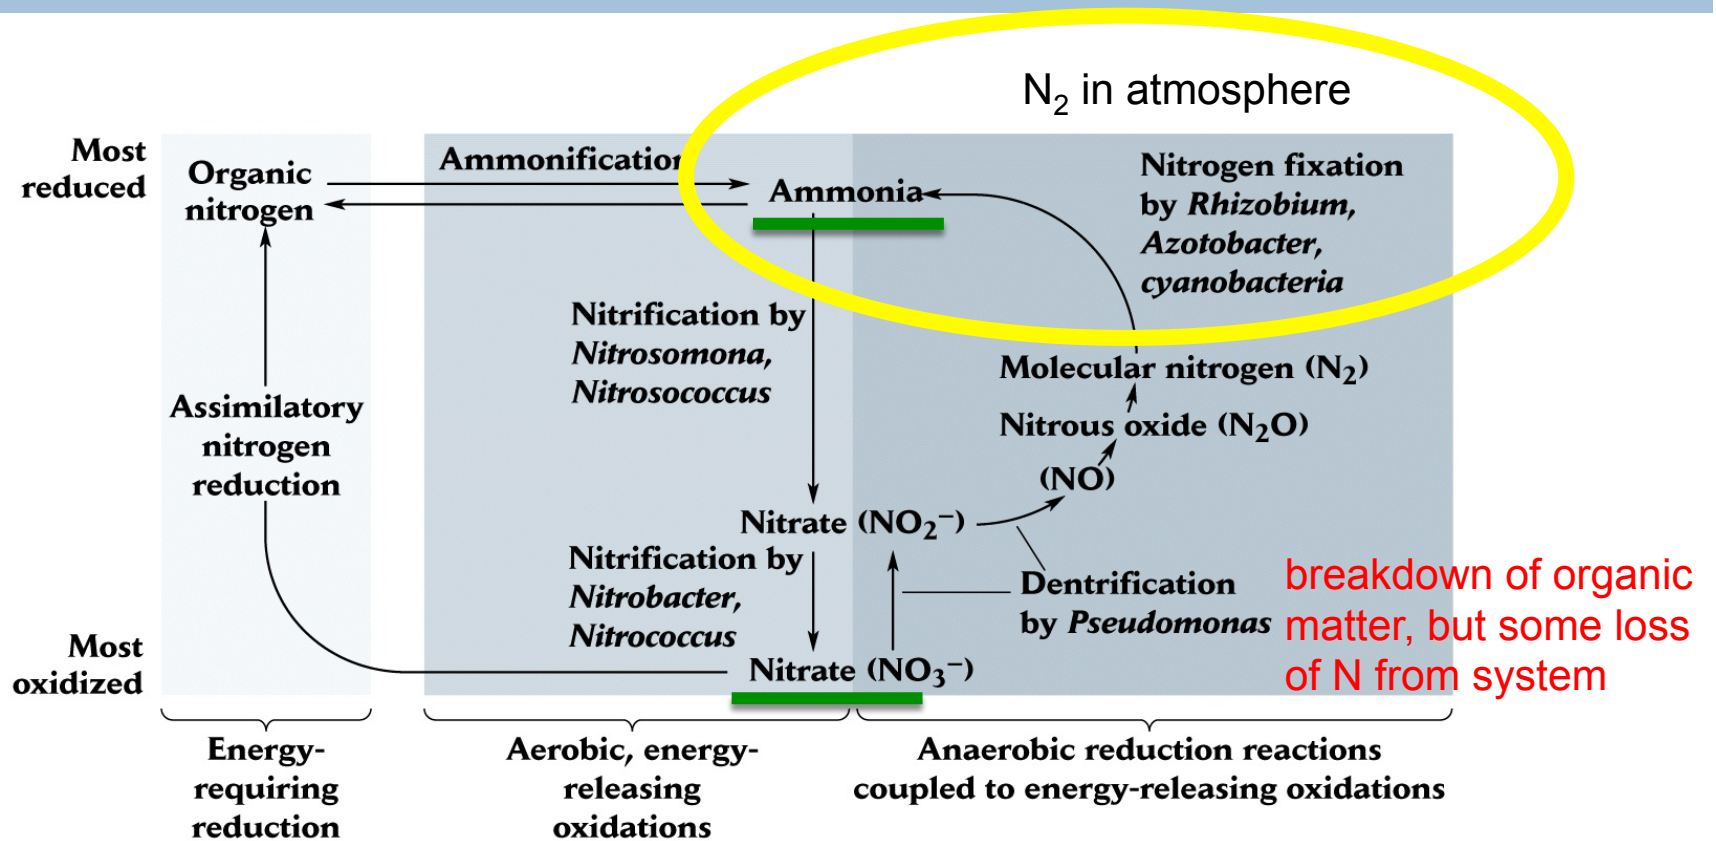 N₂ in atmosphere
Most
reduced
Organic
nitrogen
Ammonification
Ammonia
Nitrogen fixation
by Rhizobium,
Azotobacter,
cyanobacteria
Nitrification by
Nitrosomona,
Nitrosococcus
Molecular nitrogen (N₂)
Nitrous oxide (N₂O)
(NO)
Assimilatory
nitrogen
reduction
Nitrate (NO₂⁻)
Nitrification by
Nitrobacter,
Nitrococcus
Dentrification
by Pseudomonas
breakdown of organic
matter, but some loss
of N from system
Most
oxidized
Nitrate (NO₃⁻)
Energy-
requiring
reduction
Aerobic, energy-
releasing
oxidations
Anaerobic reduction reactions
coupled to energy-releasing oxidations